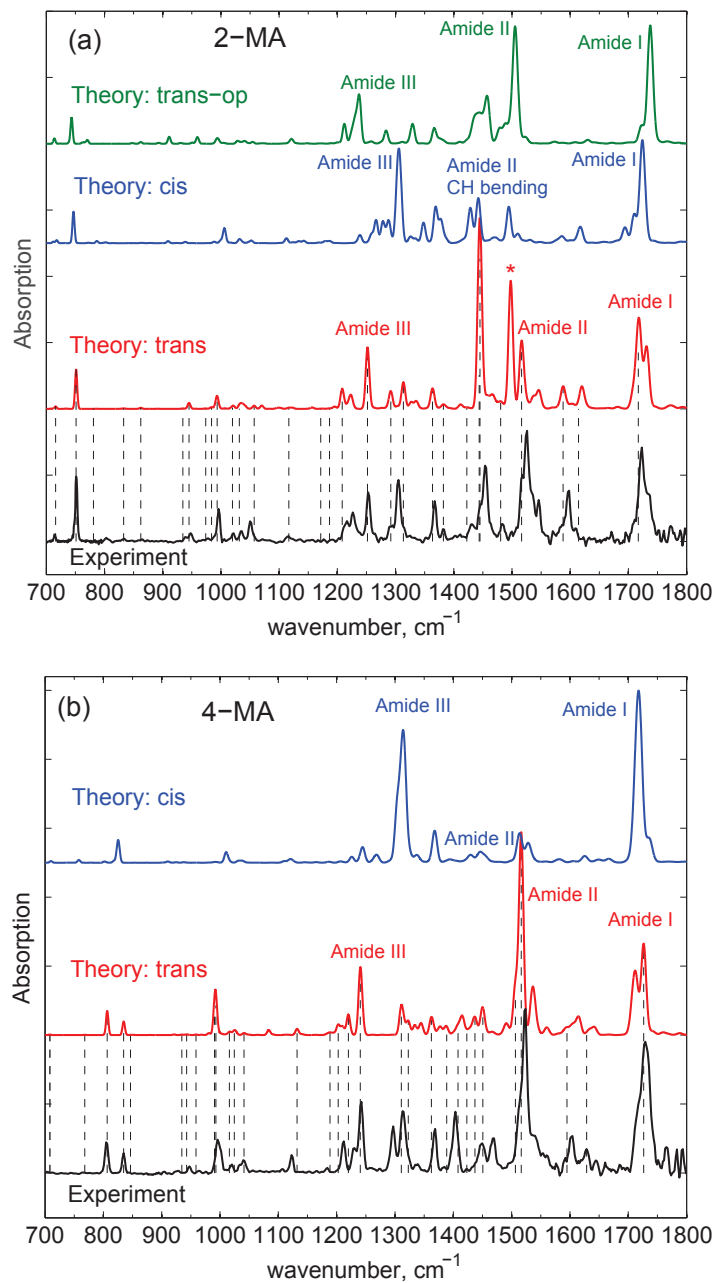 (a)
2−MA
Amide II
Amide I
Amide III
Theory: trans−op
Amide III
Amide II
CH bending
Amide I
Theory: cis
*
Amide III
Amide II
Amide I
Theory: trans
Experiment
Absorption
700 800 900 1000 1100 1200 1300 1400 1500 1600 1700 1800
wavenumber, cm⁻¹
(b)
4−MA
Amide III
Amide I
Theory: cis
Amide II
Amide II
Amide I
Amide III
Theory: trans
Experiment
Absorption
700 800 900 1000 1100 1200 1300 1400 1500 1600 1700 1800
wavenumber, cm⁻¹